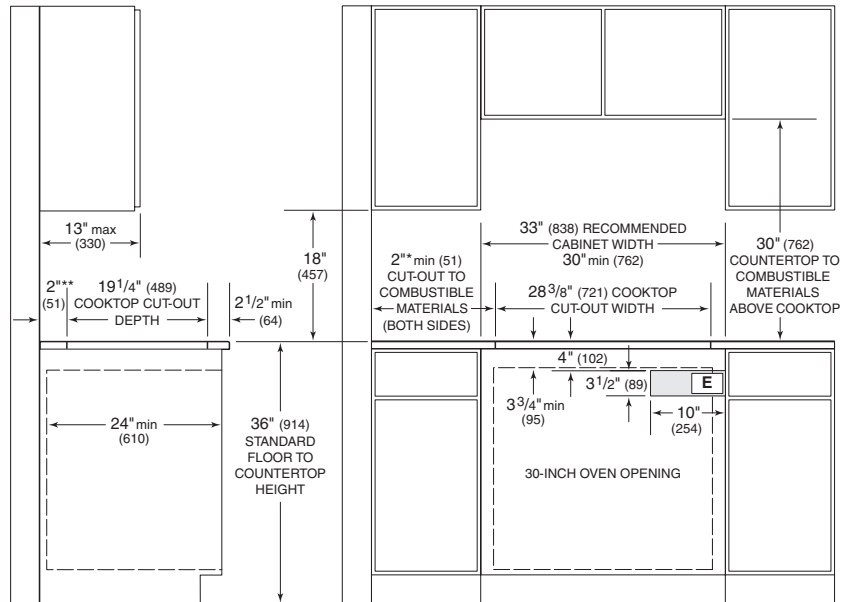 13" max
(330)
18"
(457)
2"**
(51)
19 1/4" (489)
COOKTOP CUT-OUT
DEPTH
2 1/2" min
(64)
24" min
(610)
36" (914)
STANDARD
FLOOR TO
COUNTERTOP
HEIGHT
33" (838) RECOMMENDED
CABINET WIDTH
30" min (762)
2"* min (51)
CUT-OUT TO
COMBUSTIBLE
MATERIALS
(BOTH SIDES)
28 3/8" (721) COOKTOP
CUT-OUT WIDTH
30" (762)
COUNTERTOP TO
COMBUSTIBLE
MATERIALS
ABOVE COOKTOP
4" (102)
3 1/2" (89)
E
3 3/4" min
(95)
10"
(254)
30-INCH OVEN OPENING